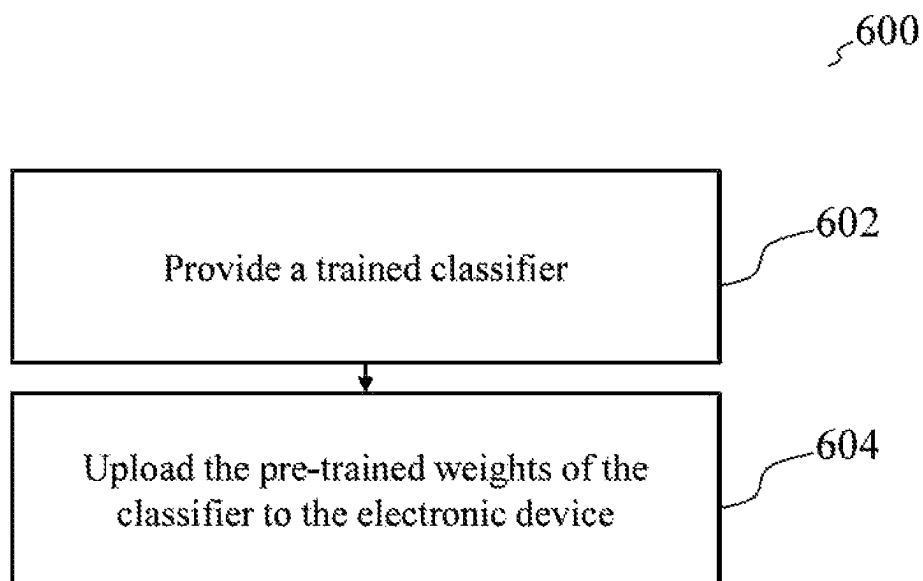 600
Provide a trained classifier
602
Upload the pre-trained weights of the
classifier to the electronic device
604